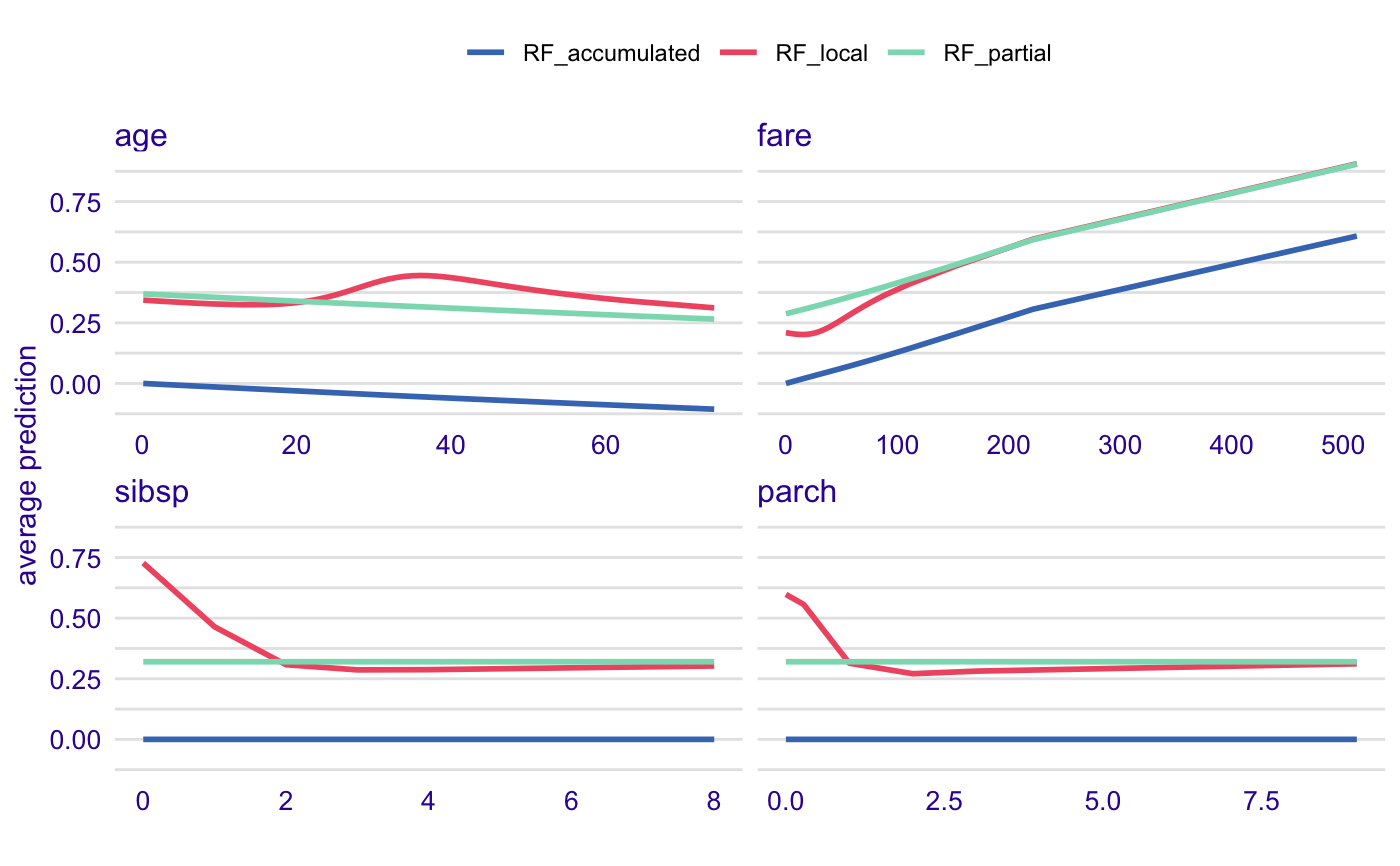 RF_accumulated RF_local RF_partial
age fare
0.75
0.50
0.25
0.00
0 20 40 60 0 100 200 300 400 500
average prediction
sibsp parch
0.75
0.50
0.25
0.00
0 2 4 6 8 0.0 2.5 5.0 7.5